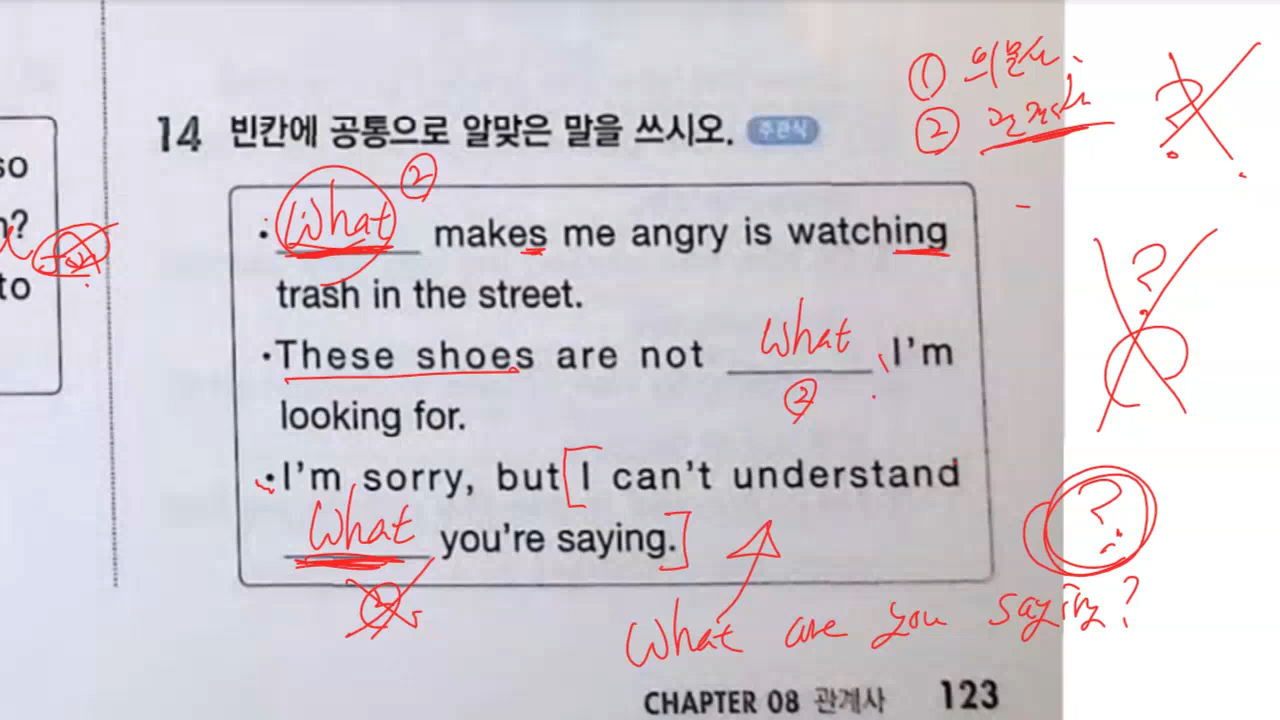 ① 의문사.
② 관계사
so
n?
to
14 빈칸에 공통으로 알맞은 말을 쓰시오. 주관식
②
• What makes me angry is watching
trash in the street.
• These shoes are not What I'm
②
looking for.
• I'm sorry, but [I can't understand
What you're saying.]
?
?
?
What are you saying?
CHAPTER 08 관계사 123